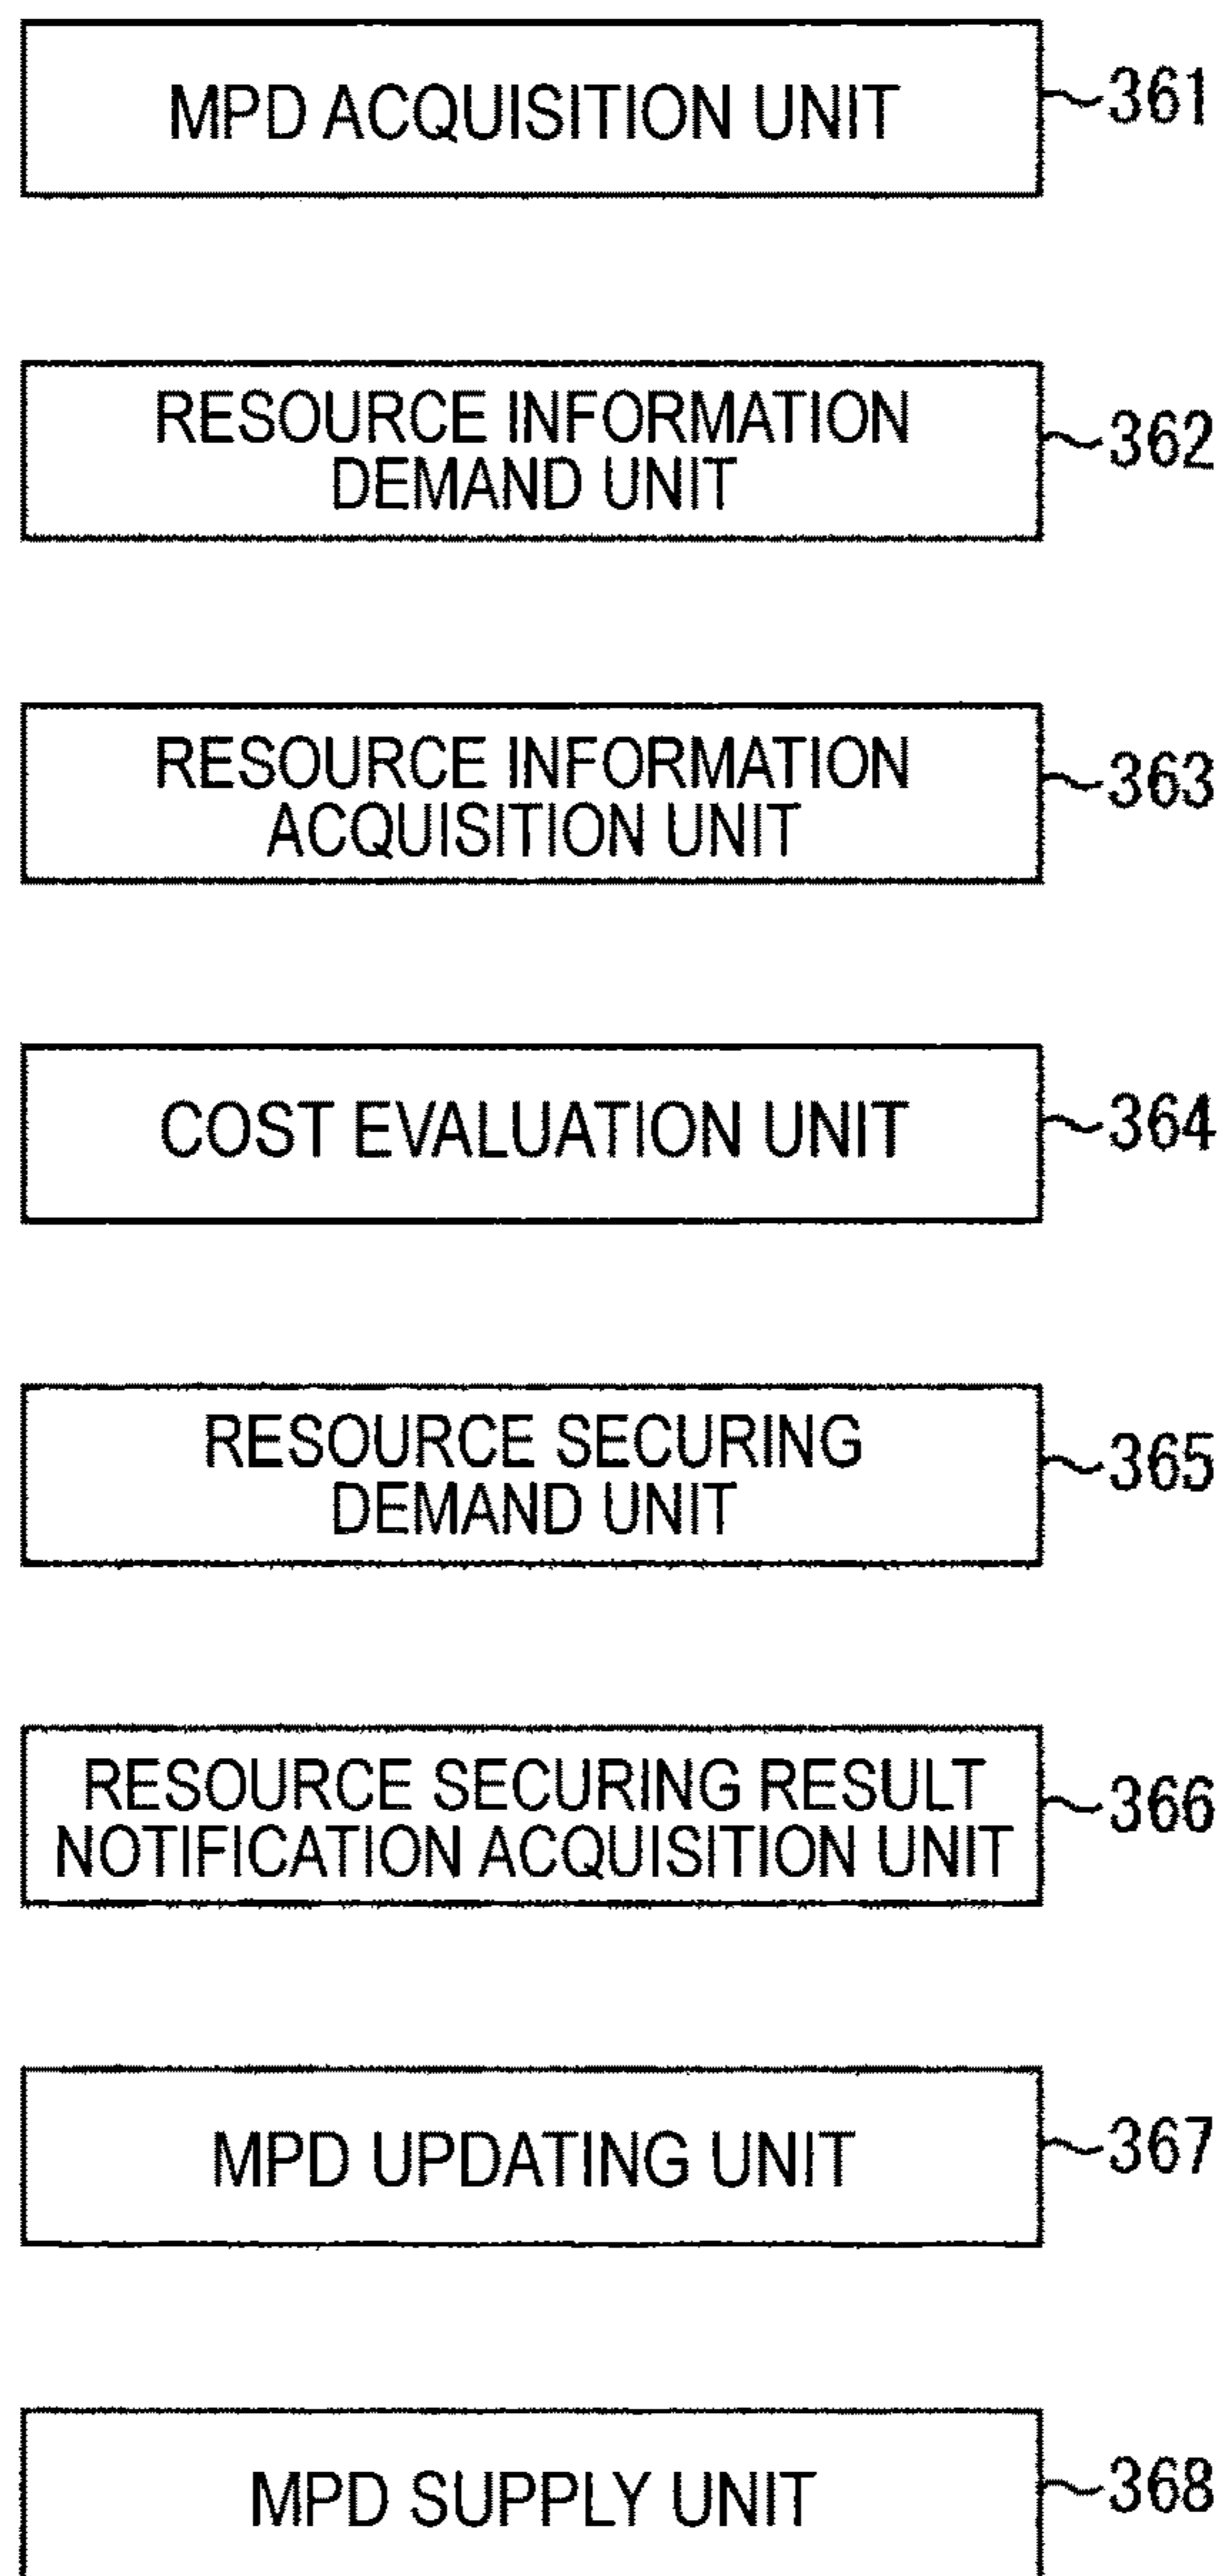 MPD ACQUISITION UNIT
361
RESOURCE INFORMATION
DEMAND UNIT
362
RESOURCE INFORMATION
ACQUISITION UNIT
363
COST EVALUATION UNIT
364
RESOURCE SECURING
DEMAND UNIT
365
RESOURCE SECURING RESULT
NOTIFICATION ACQUISITION UNIT
366
MPD UPDATING UNIT
367
MPD SUPPLY UNIT
368